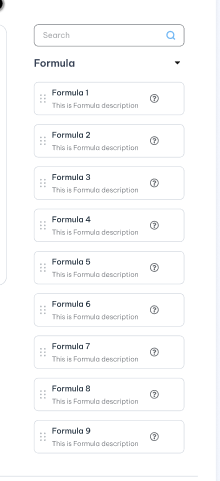 Search
Formula
Formula 1
This is Formula description
Formula 2
This is Formula description
Formula 3
This is Formula description
Formula 4
This is Formula description
Formula 5
This is Formula description
Formula 6
This is Formula description
Formula 7
This is Formula description
Formula 8
This is Formula description
Formula 9
This is Formula description